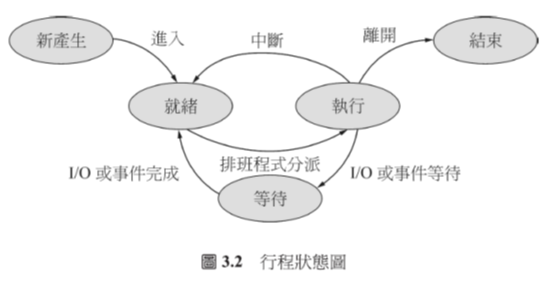 新產生
進入
中斷
離開
結束
就緒
執行
I/O 或事件完成
排班程式分派
I/O 或事件等待
等待
圖 3.2 行程狀態圖